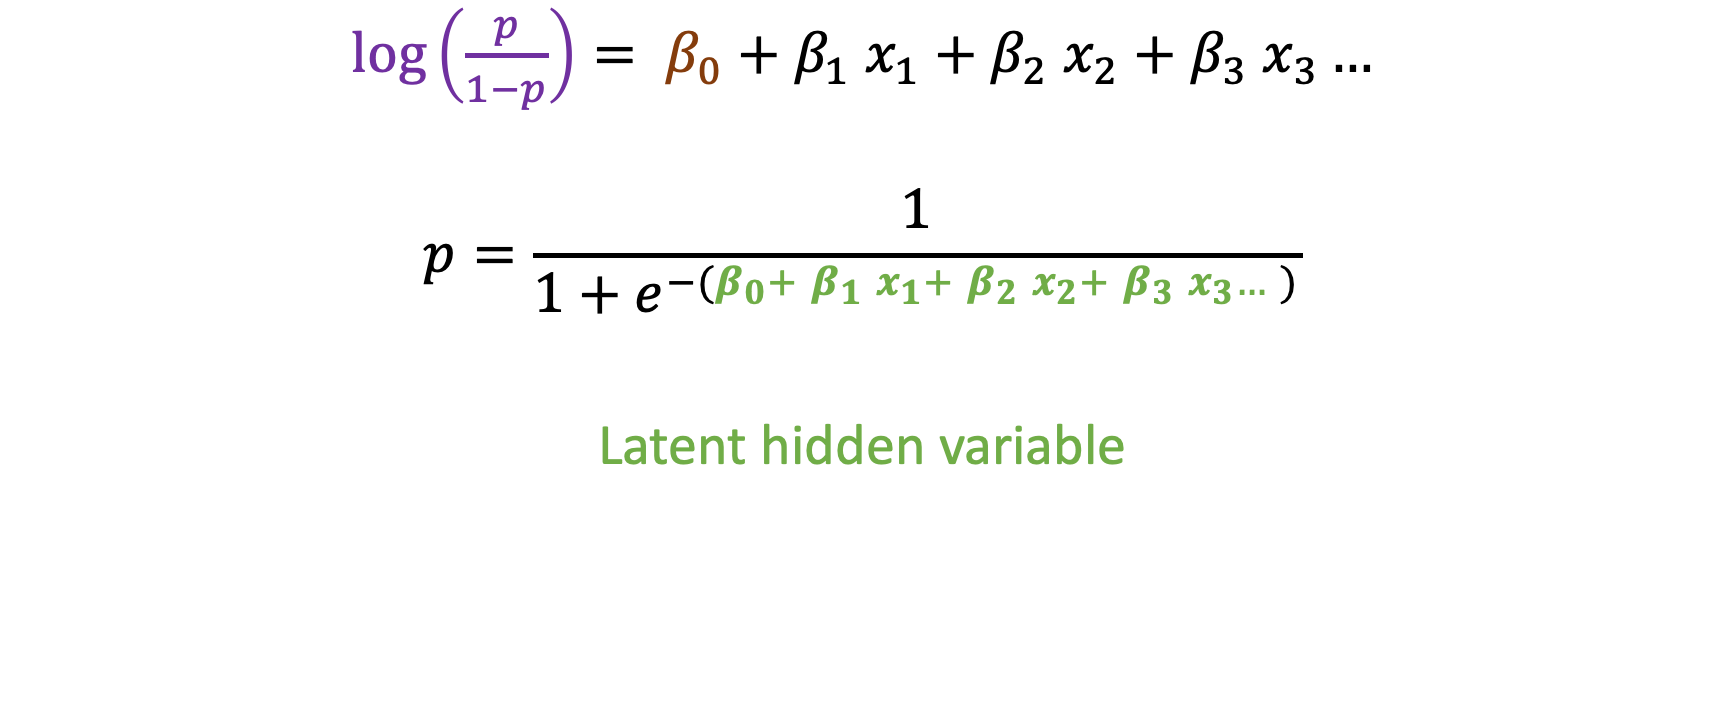 log(p/(1−p)) = β₀ + β₁ x₁ + β₂ x₂ + β₃ x₃ ...
p = 1/(1 + e^−(β₀+ β₁ x₁+ β₂ x₂+ β₃ x₃... ))
Latent hidden variable